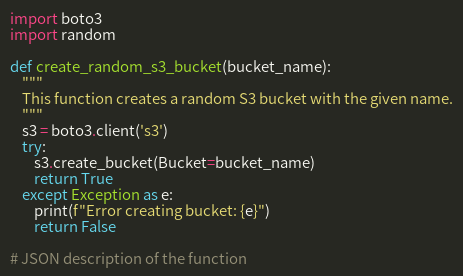 import boto3
import random
def create_random_s3_bucket(bucket_name):
"""
This function creates a random S3 bucket with the given name.
"""
s3 = boto3.client('s3')
try:
s3.create_bucket(Bucket=bucket_name)
return True
except Exception as e:
print(f"Error creating bucket: {e}")
return False
# JSON description of the function